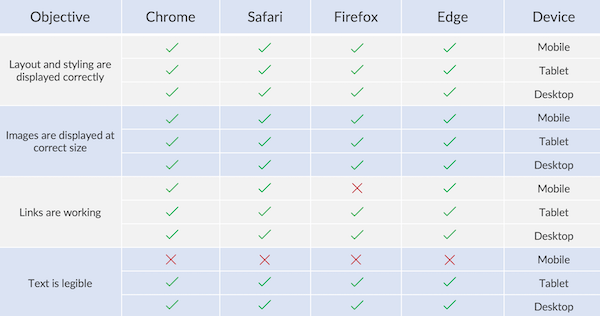 Objective Chrome Safari Firefox Edge Device
Mobile
Layout and styling are
displayed correctly
Tablet
Desktop
Mobile
Images are displayed at
correct size
Tablet
Desktop
Mobile
Links are working Tablet
Desktop
Mobile
Text is legible Tablet
Desktop